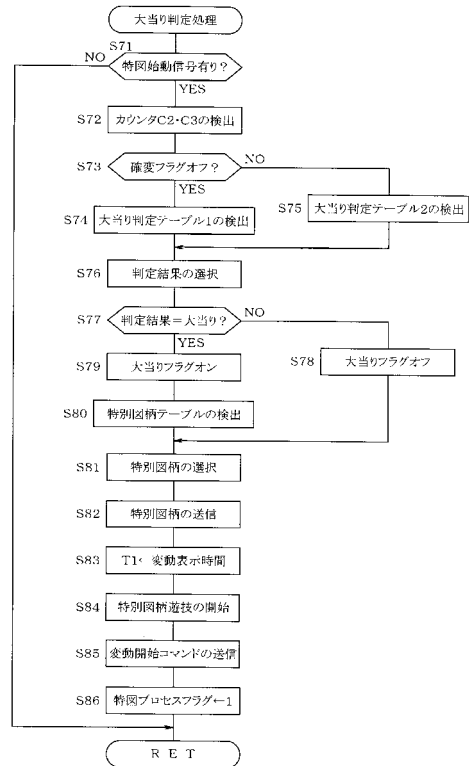 大当り判定処理
S71
NO
特図始動信号有り?
YES
S72
カウンタC2・C3の検出
S73
確変フラグオフ?
NO
YES
S74
大当り判定テーブル1の検出
S75
大当り判定テーブル2の検出
S76
判定結果の選択
S77
判定結果=大当り?
NO
YES
S79
大当りフラグオン
S78
大当りフラグオフ
S80
特別図柄テーブルの検出
S81
特別図柄の選択
S82
特別図柄の送信
S83
T1← 変動表示時間
S84
特別図柄遊技の開始
S85
変動開始コマンドの送信
S86
特図プロセスフラグ←1
R E T